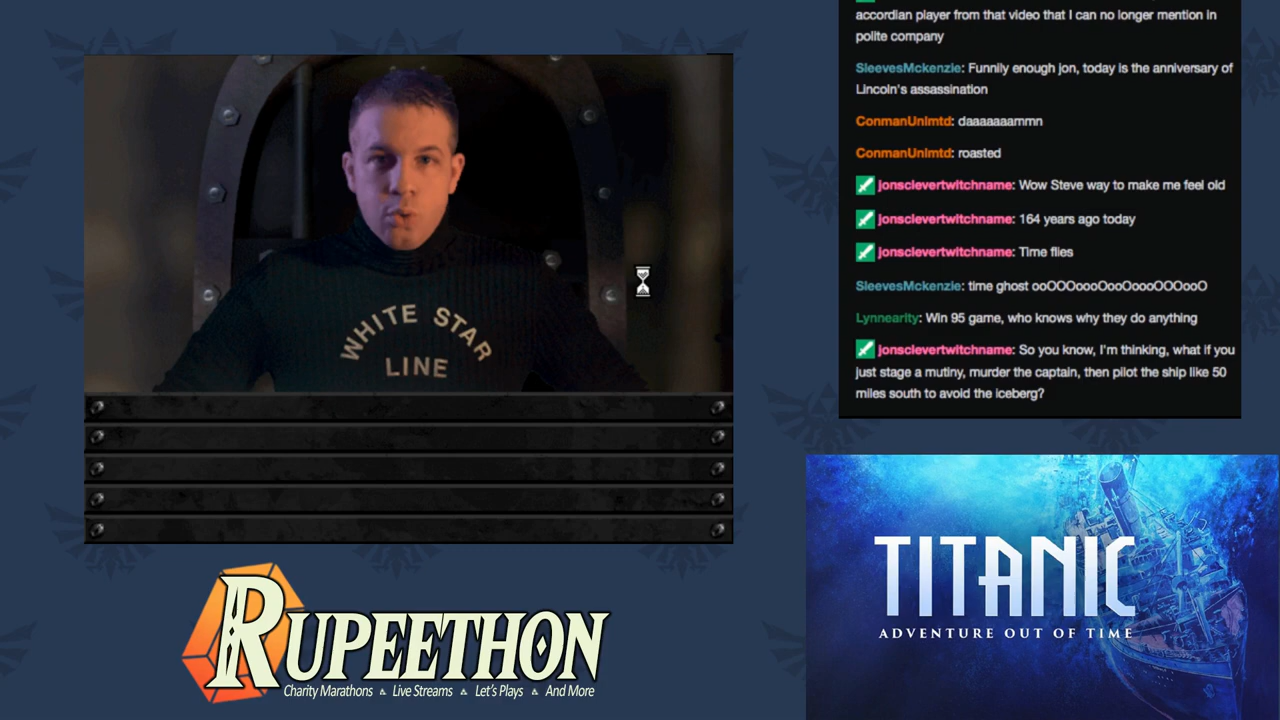 accordian player from that video that I can no longer mention in
polite company
SleevesMckenzie: Funnily enough jon, today is the anniversary of
Lincoln's assassination
ConmanUnlmtd: daaaaaaammn
ConmanUnlmtd: roasted
jonsclevertwitchname: Wow Steve way to make me feel old
jonsclevertwitchname: 164 years ago today
jonsclevertwitchname: Time flies
SleevesMckenzie: time ghost ooOOOoooOooOoooOOOooO
Lynnearity: Win 95 game, who knows why they do anything
jonsclevertwitchname: So you know, I'm thinking, what if you
just stage a mutiny, murder the captain, then pilot the ship like 50
miles south to avoid the iceberg?
WHITE STAR
LINE
TITANIC
ADVENTURE OUT OF TIME
RUPEETHON
Charity Marathons Live Streams Let's Plays And More